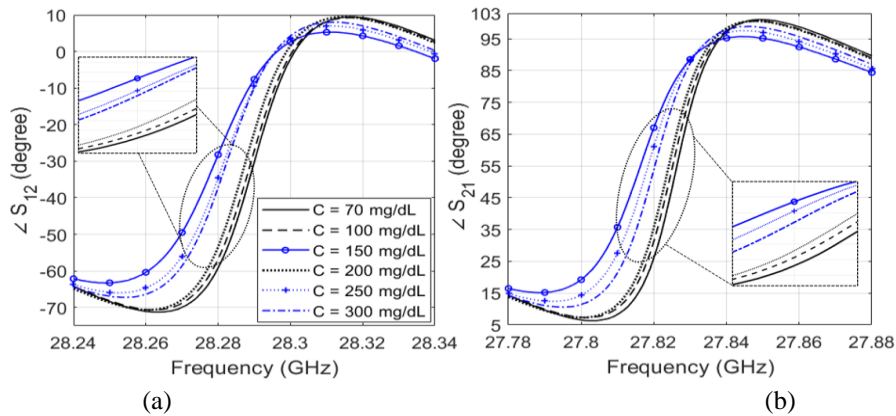 10
0
-10
-20
-30
-40
-50
-60
-70
∠ S12 (degree)
C = 70 mg/dL
C = 100 mg/dL
C = 150 mg/dL
C = 200 mg/dL
C = 250 mg/dL
C = 300 mg/dL
28.24 28.26 28.28 28.3 28.32 28.34
Frequency (GHz)
(a)
103
95
85
75
65
55
45
35
25
15
5
∠ S21 (degree)
27.78 27.8 27.82 27.84 27.86 27.88
Frequency (GHz)
(b)